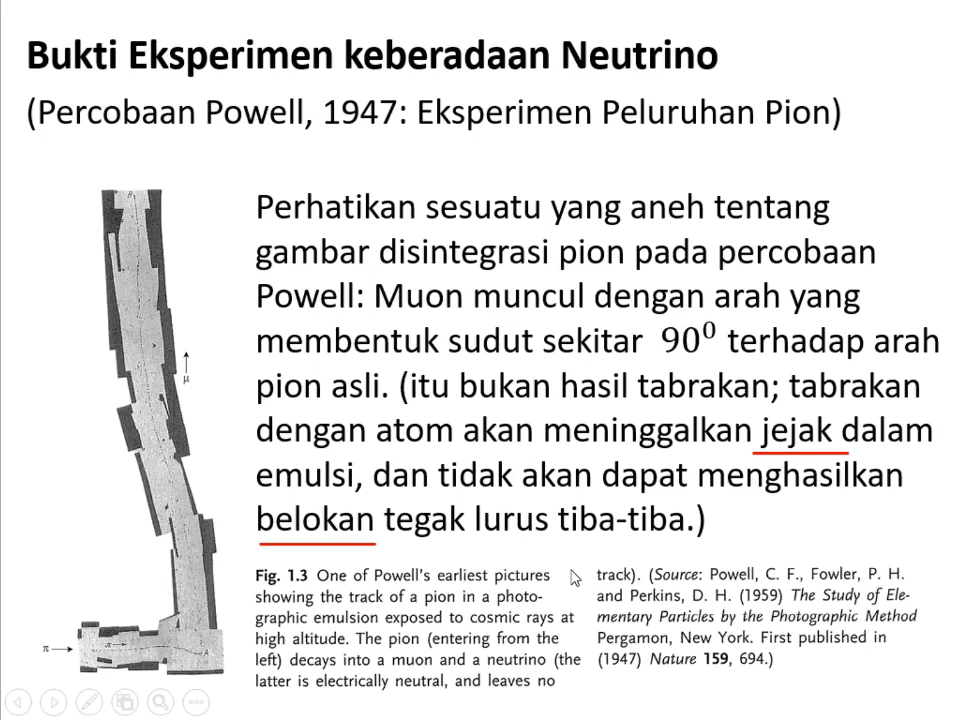 Bukti Eksperimen keberadaan Neutrino
(Percobaan Powell, 1947: Eksperimen Peluruhan Pion)
Perhatikan sesuatu yang aneh tentang
gambar disintegrasi pion pada percobaan
Powell: Muon muncul dengan arah yang
membentuk sudut sekitar 90⁰ terhadap arah
pion asli. (itu bukan hasil tabrakan; tabrakan
dengan atom akan meninggalkan jejak dalam
emulsi, dan tidak akan dapat menghasilkan
belokan tegak lurus tiba-tiba.)
B
μ
π
π
A
Fig. 1.3 One of Powell's earliest pictures
showing the track of a pion in a photo-
graphic emulsion exposed to cosmic rays at
high altitude. The pion (entering from the
left) decays into a muon and a neutrino (the
latter is electrically neutral, and leaves no
track). (Source: Powell, C. F., Fowler, P. H.
and Perkins, D. H. (1959) The Study of Ele-
mentary Particles by the Photographic Method
Pergamon, New York. First published in
(1947) Nature 159, 694.)